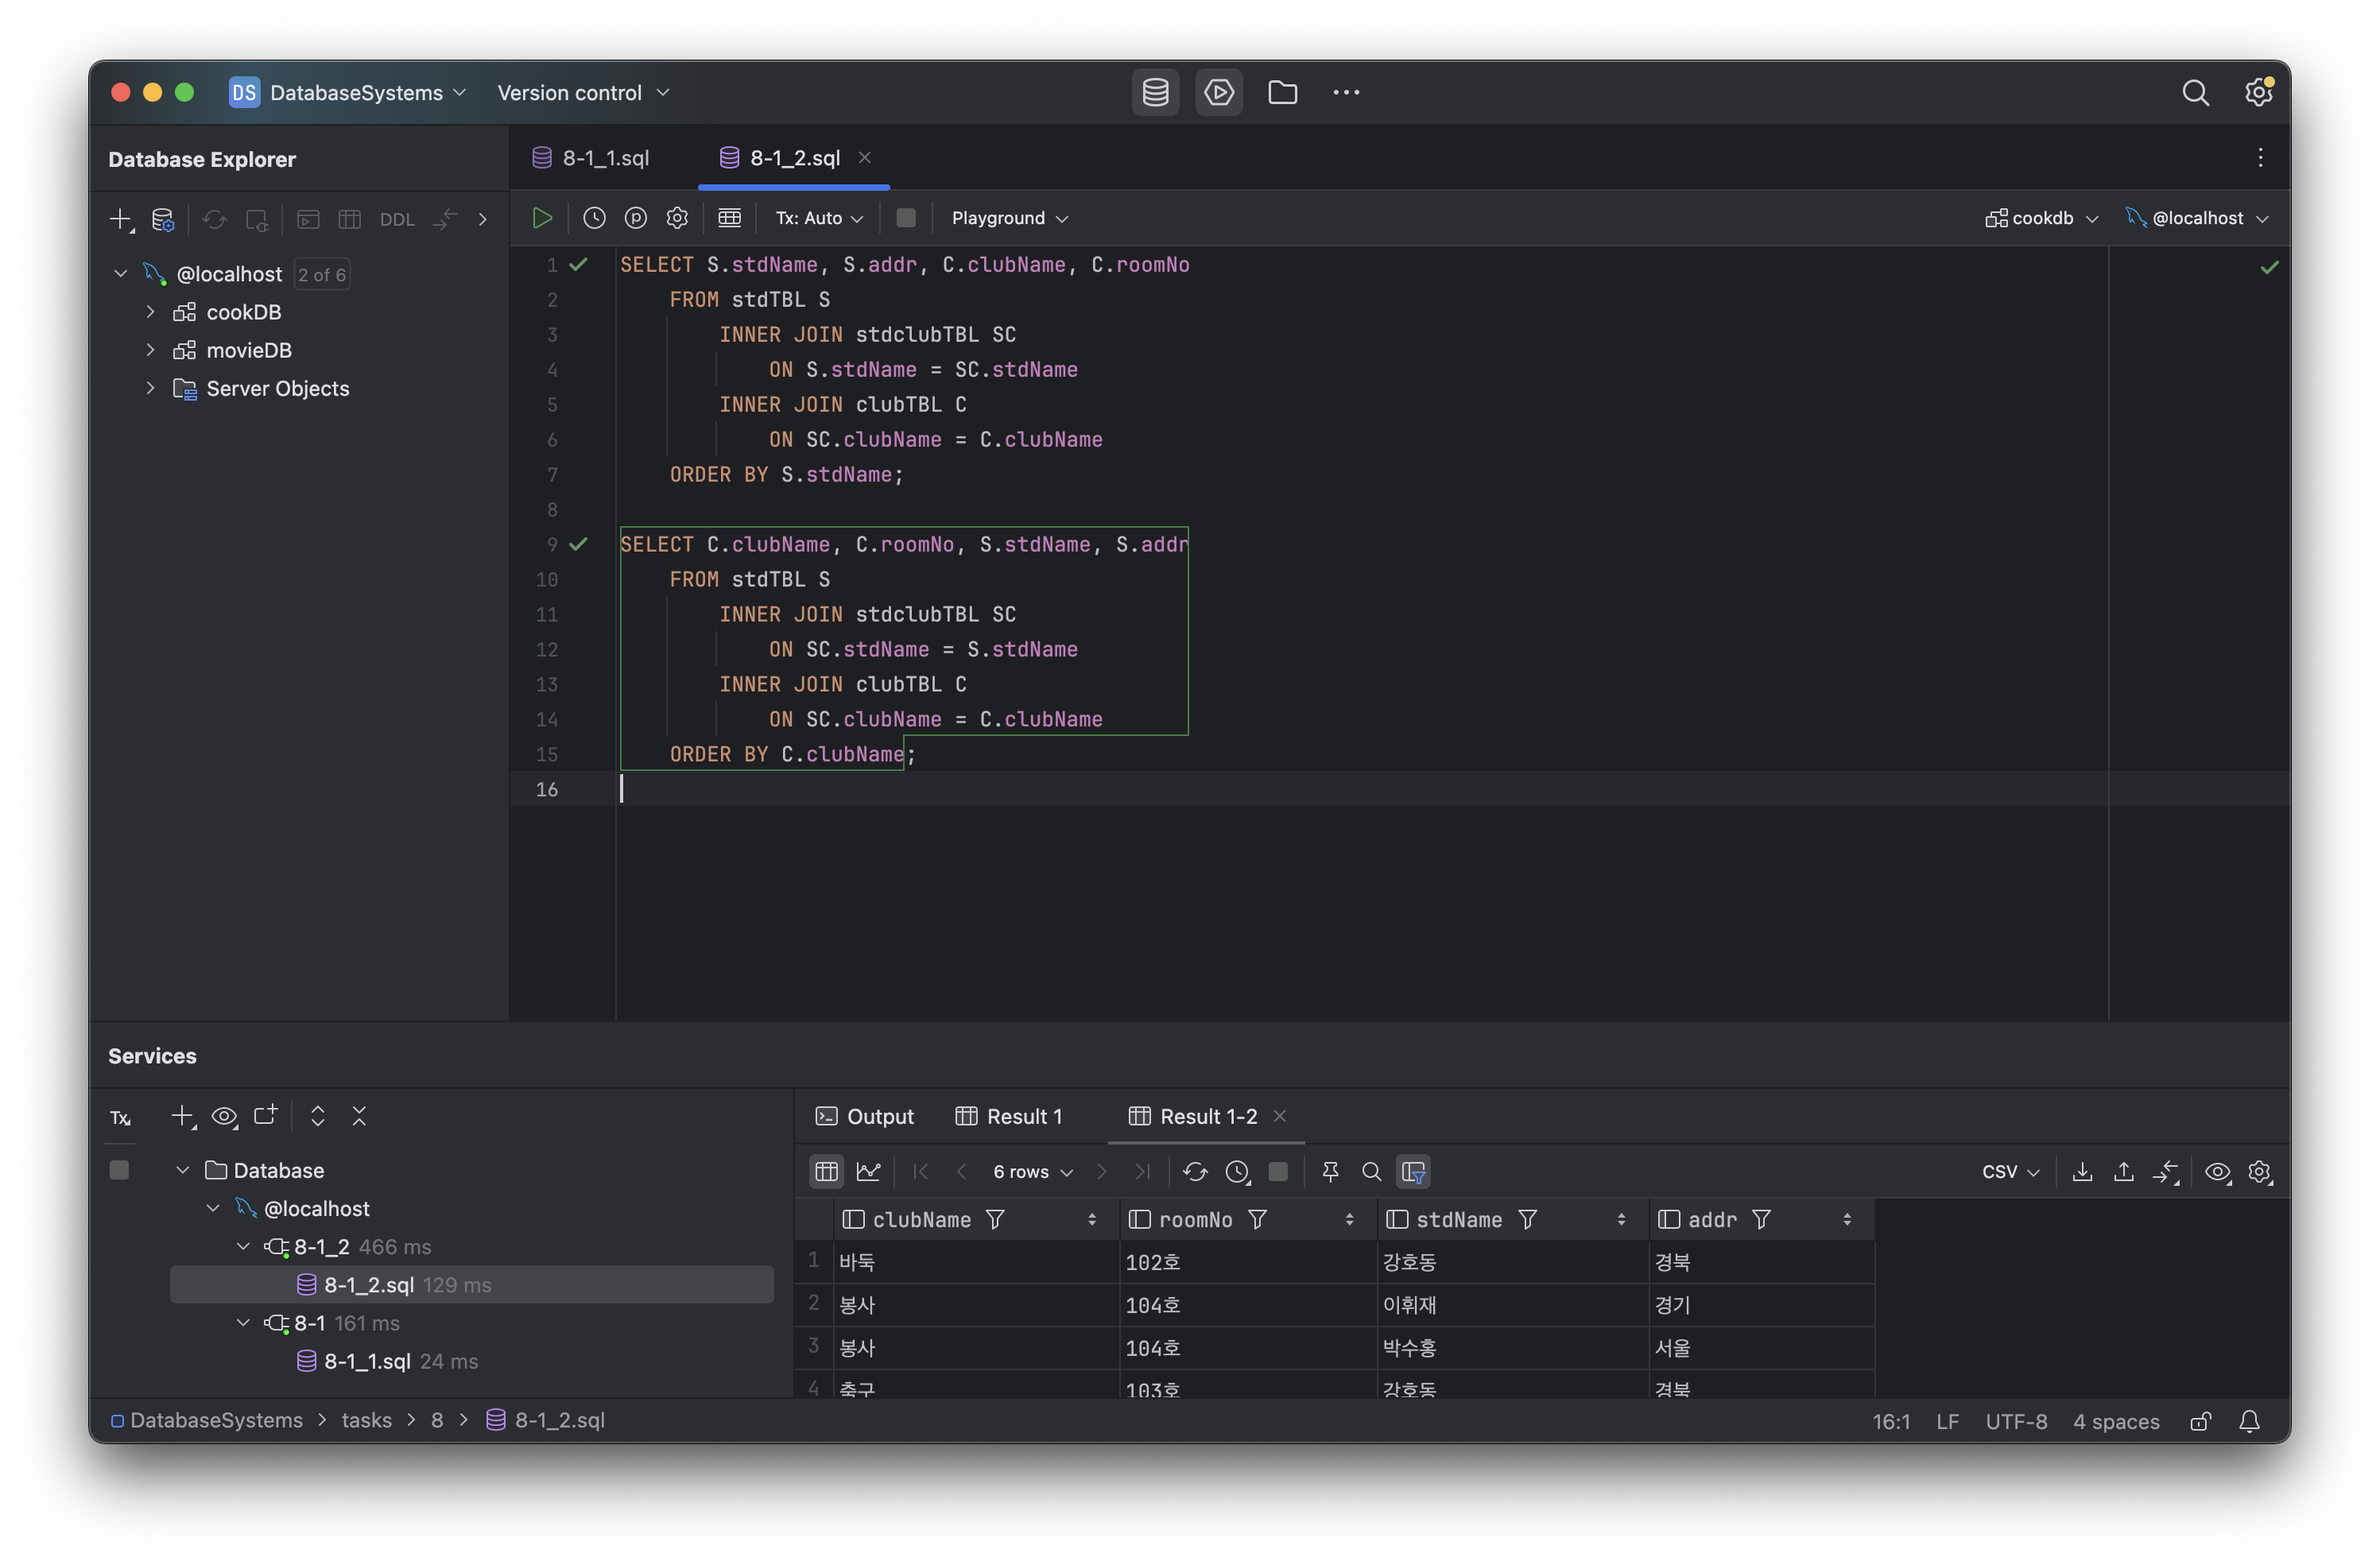 DS DatabaseSystems Version control
Database Explorer
8-1_1.sql 8-1_2.sql
DDL
Tx: Auto Playground cookdb @localhost
@localhost 2 of 6
cookDB
movieDB
Server Objects
1 SELECT S.stdName, S.addr, C.clubName, C.roomNo
2 FROM stdTBL S
3 INNER JOIN stdclubTBL SC
4 ON S.stdName = SC.stdName
5 INNER JOIN clubTBL C
6 ON SC.clubName = C.clubName
7 ORDER BY S.stdName;
8
9 SELECT C.clubName, C.roomNo, S.stdName, S.addr
10 FROM stdTBL S
11 INNER JOIN stdclubTBL SC
12 ON SC.stdName = S.stdName
13 INNER JOIN clubTBL C
14 ON SC.clubName = C.clubName
15 ORDER BY C.clubName;
16
Services
Tx
Database
@localhost
8-1_2 466 ms
8-1_2.sql 129 ms
8-1 161 ms
8-1_1.sql 24 ms
Output Result 1 Result 1-2
6 rows CSV
clubName roomNo stdName addr
1 바둑 102호 강호동 경북
2 봉사 104호 이휘재 경기
3 봉사 104호 박수홍 서울
4 축구 103호 강호동 경북
DatabaseSystems > tasks > 8 > 8-1_2.sql
16:1 LF UTF-8 4 spaces